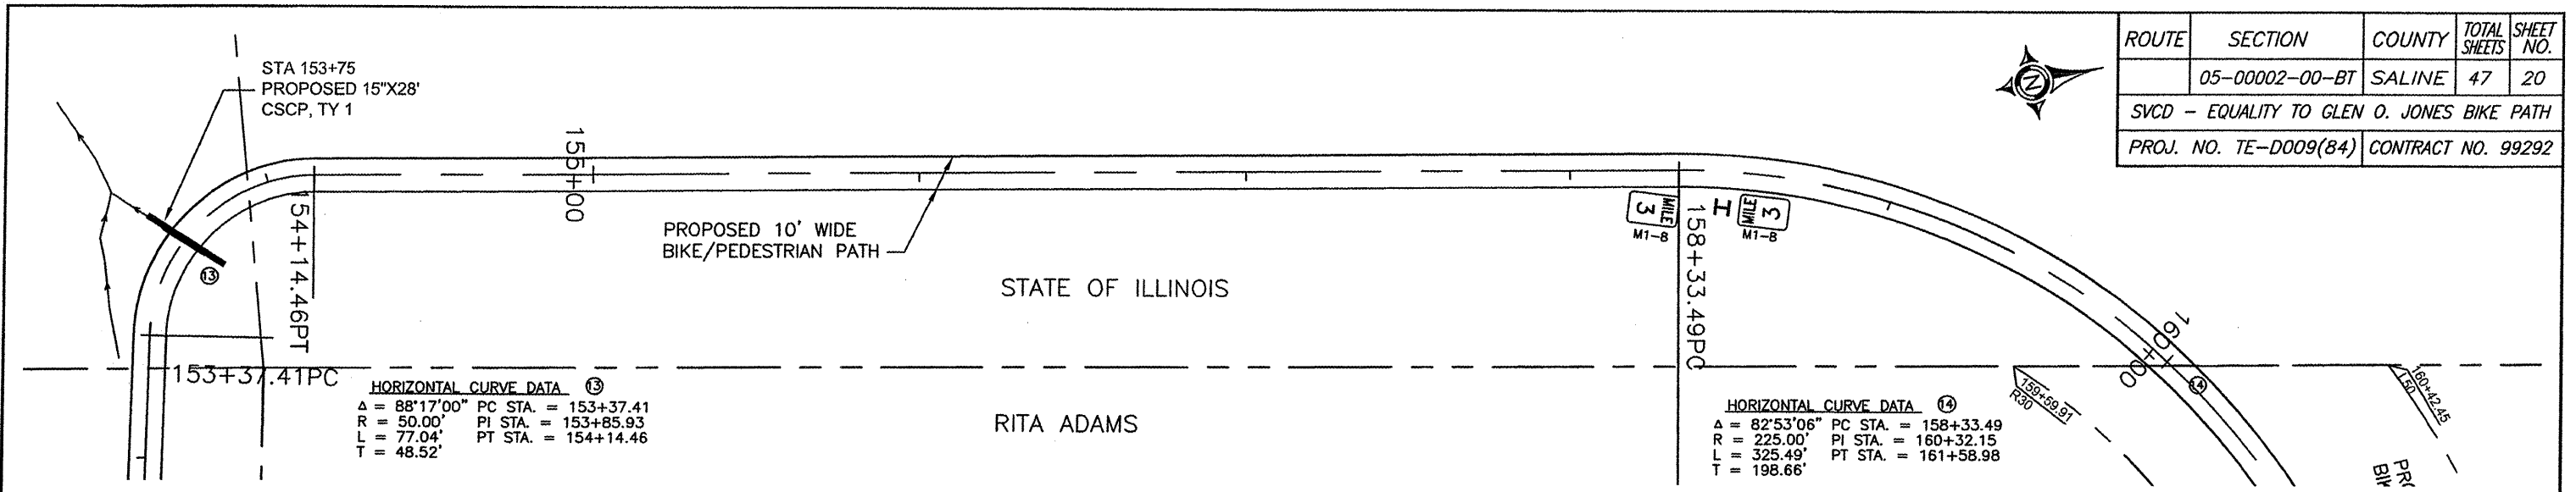 ROUTE SECTION COUNTY TOTAL SHEETS SHEET NO.
05-00002-00-BT SALINE 47 20
SVCD - EQUALITY TO GLEN O. JONES BIKE PATH
PROJ. NO. TE-D009(84) CONTRACT NO. 99292
N
STA 153+75
PROPOSED 15"X28'
CSCP, TY 1
155+00
154+14.46PT
13
PROPOSED 10' WIDE
BIKE/PEDESTRIAN PATH
MILE 3
M1-8
MILE 3
M1-8
158+33.49PC
STATE OF ILLINOIS
160+00
14
153+37.41PC
HORIZONTAL CURVE DATA 13
Δ = 88°17'00" PC STA. = 153+37.41
R = 50.00' PI STA. = 153+85.93
L = 77.04' PT STA. = 154+14.46
T = 48.52'
RITA ADAMS
HORIZONTAL CURVE DATA 14
Δ = 82°53'06" PC STA. = 158+33.49
R = 225.00' PI STA. = 160+32.15
L = 325.49' PT STA. = 161+58.98
T = 198.66'
159+59.91
R30
160+42.45
L50